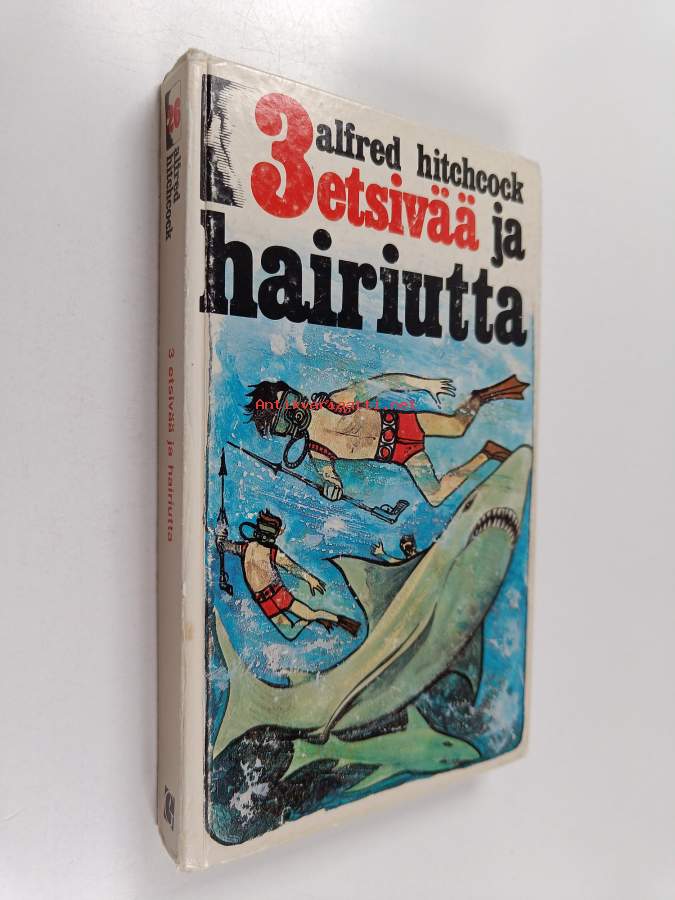 alfred hitchcock
3 etsivää ja
hairiutta
26
alfred
hitchcock
3 etsivää ja hairiutta
Antikvariaatti.net